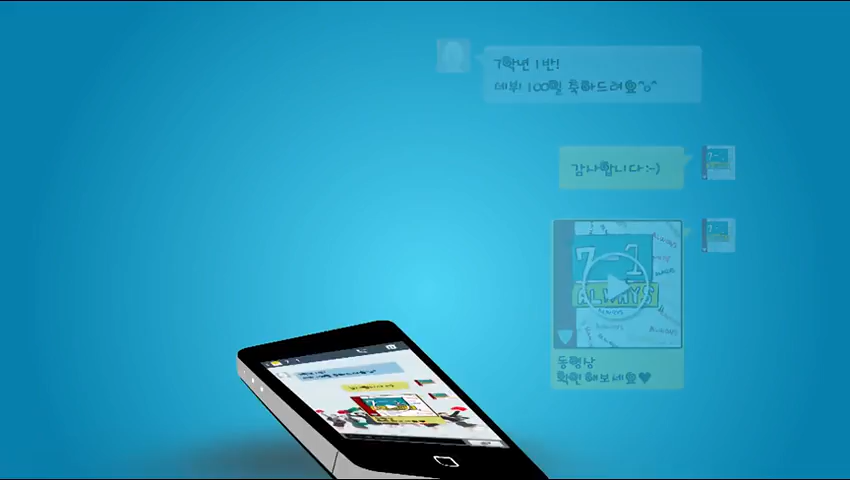 7학년 1반!
데뷔 100일 축하드려요^o^
감사합니다 :-)
7-1
ALWAYS
동영상
확인 해보세요♥